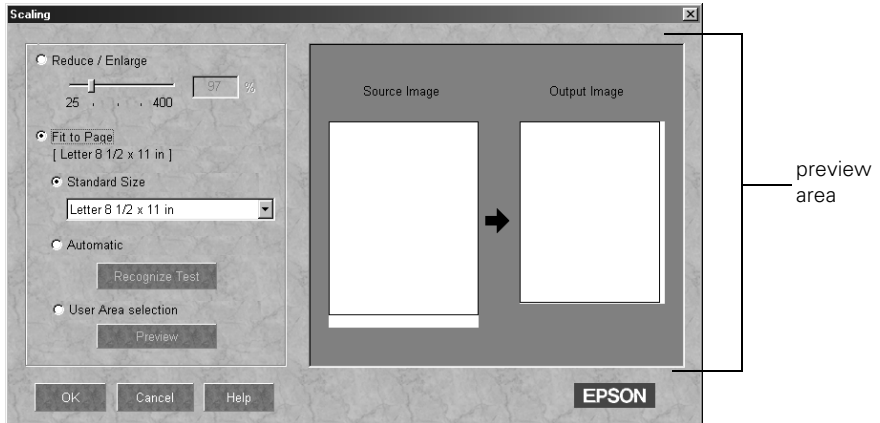 Scaling
Reduce / Enlarge
97 %
25 400
Fit to Page
[ Letter 8 1/2 x 11 in ]
Standard Size
Letter 8 1/2 x 11 in
Automatic
Recognize Test
User Area selection
Preview
OK Cancel Help
Source Image Output Image
EPSON
preview
area